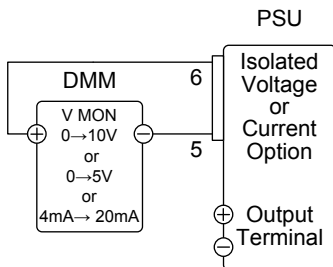 PSU
DMM
6
Isolated
Voltage
or
Current
Option
V MON
0→10V
or
0→5V
or
4mA→ 20mA
5
Output
Terminal